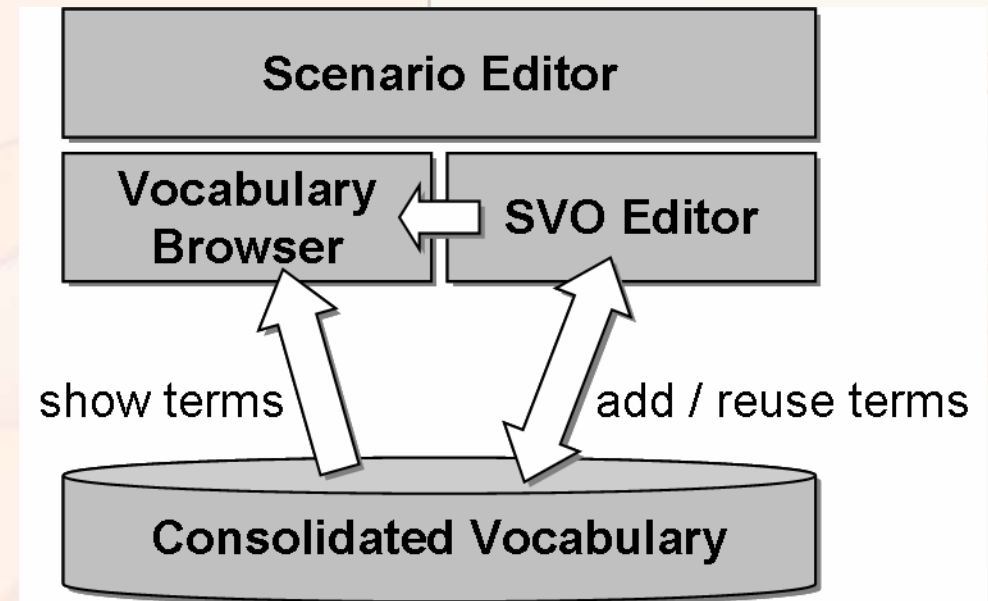 Scenario Editor
Vocabulary
Browser
SVO Editor
show terms
add / reuse terms
Consolidated Vocabulary